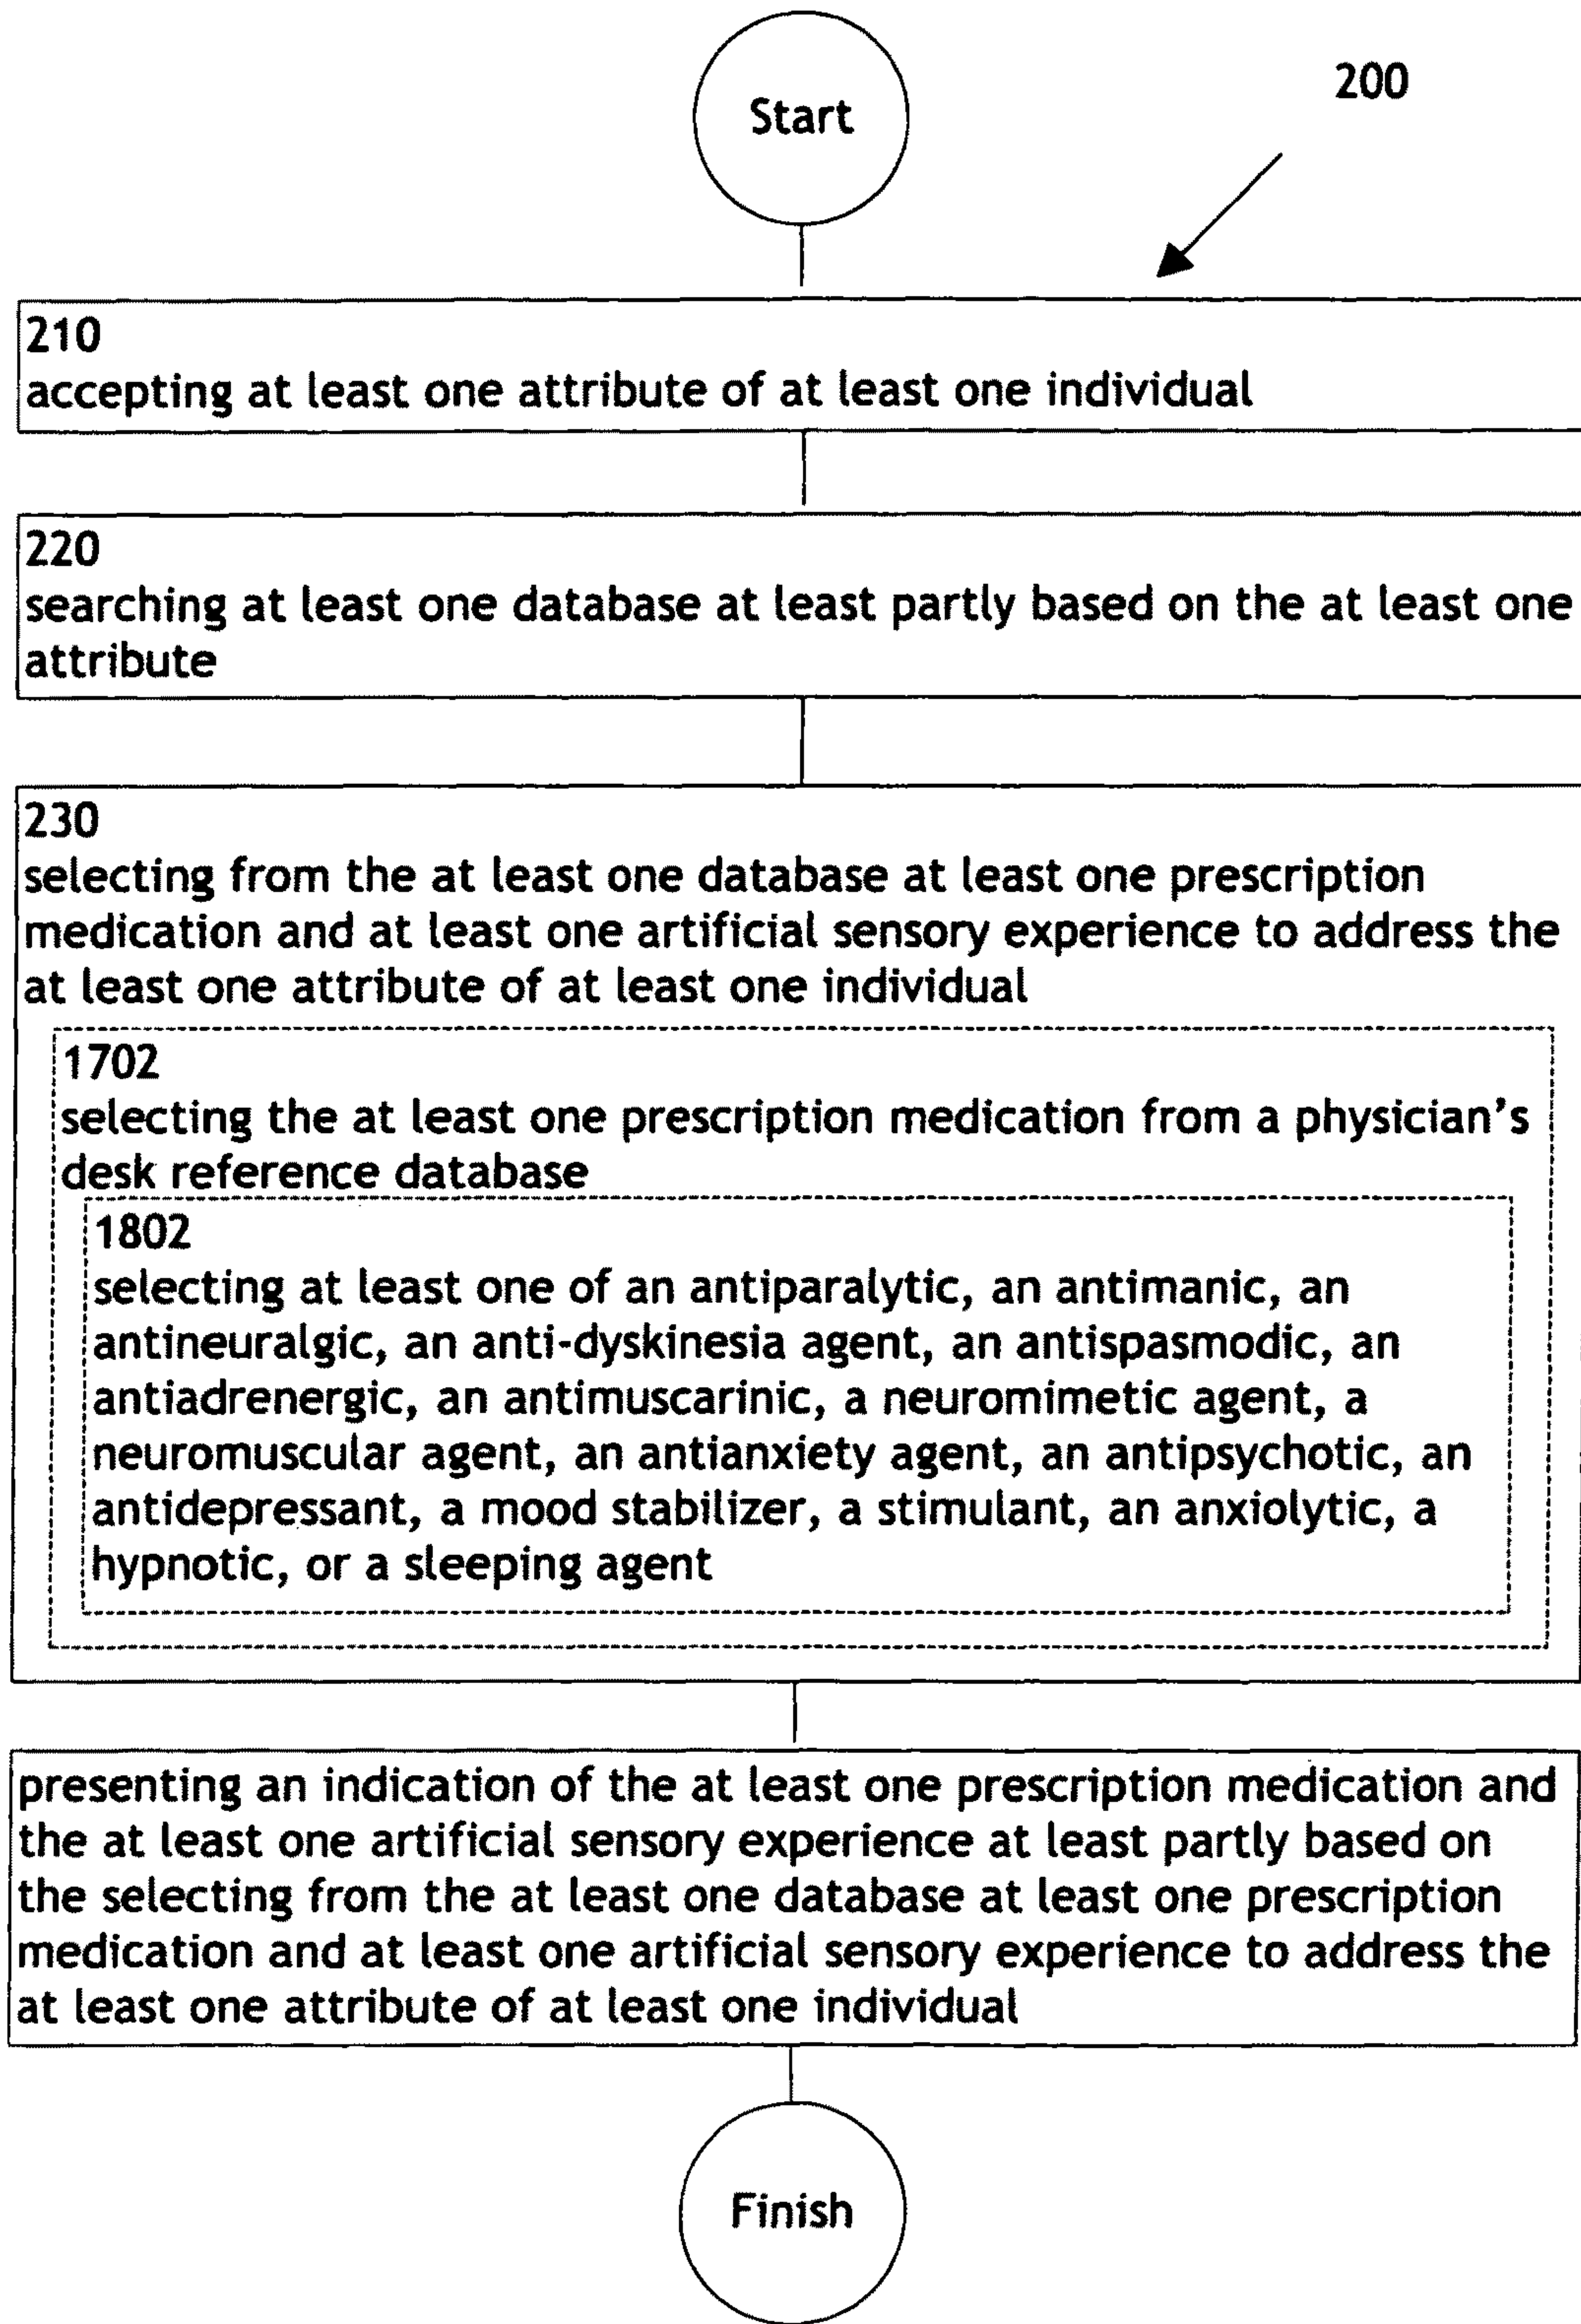 Start
200
210
accepting at least one attribute of at least one individual
220
searching at least one database at least partly based on the at least one
attribute
230
selecting from the at least one database at least one prescription
medication and at least one artificial sensory experience to address the
at least one attribute of at least one individual
1702
selecting the at least one prescription medication from a physician's
desk reference database
1802
selecting at least one of an antiparalytic, an antimanic, an
antineuralgic, an anti-dyskinesia agent, an antispasmodic, an
antiadrenergic, an antimuscarinic, a neuromimetic agent, a
neuromuscular agent, an antianxiety agent, an antipsychotic, an
antidepressant, a mood stabilizer, a stimulant, an anxiolytic, a
hypnotic, or a sleeping agent
presenting an indication of the at least one prescription medication and
the at least one artificial sensory experience at least partly based on
the selecting from the at least one database at least one prescription
medication and at least one artificial sensory experience to address the
at least one attribute of at least one individual
Finish